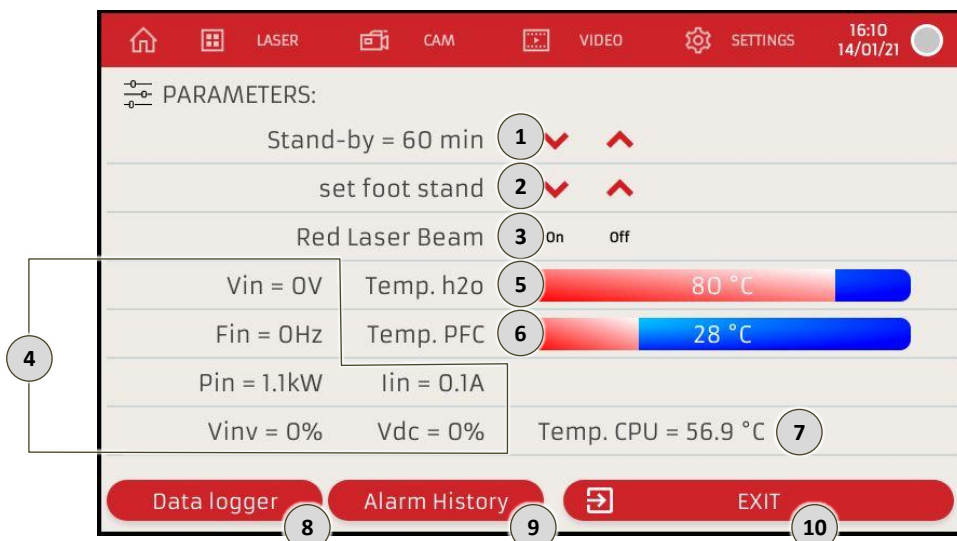 LASER CAM VIDEO SETTINGS 16:10
14/01/21
PARAMETERS:
Stand-by = 60 min 1
set foot stand 2
Red Laser Beam 3 On Off
Vin = 0V Temp. h2o 5 80 °C
Fin = 0Hz Temp. PFC 6 28 °C
4
Pin = 1.1kW Iin = 0.1A
Vinv = 0% Vdc = 0% Temp. CPU = 56.9 °C 7
Data logger Alarm History EXIT
8 9 10